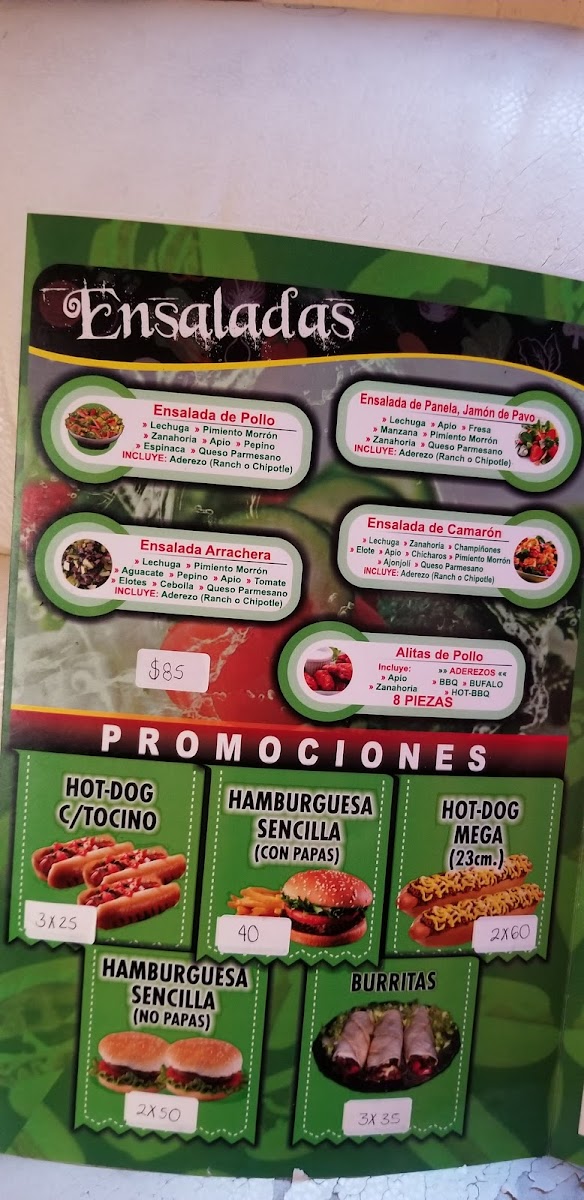 Ensaladas
Ensalada de Pollo
» Lechuga » Pimiento Morrón
» Zanahoria » Apio » Pepino
» Espinaca » Queso Parmesano
INCLUYE: Aderezo (Ranch o Chipotle)
Ensalada de Panela, Jamón de Pavo
» Lechuga » Apio » Fresa
» Manzana » Pimiento Morrón
» Zanahoria » Queso Parmesano
INCLUYE: Aderezo (Ranch o Chipotle)
Ensalada Arrachera
» Lechuga » Pimiento Morrón
» Aguacate » Pepino » Apio » Tomate
» Elotes » Cebolla » Queso Parmesano
INCLUYE: Aderezo (Ranch o Chipotle)
Ensalada de Camarón
» Lechuga » Zanahoria » Champiñones
» Elote » Apio » Chícharos » Pimiento Morrón
» Ajonjoli » Queso Parmesano
INCLUYE: Aderezo (Ranch o Chipotle)
$85
Alitas de Pollo
Incluye: »» ADEREZOS ««
» Apio » BBQ » BUFALO
» Zanahoria » HOT-BBQ
8 PIEZAS
PROMOCIONES
HOT-DOG
C/TOCINO
3X25
HAMBURGUESA
SENCILLA
(CON PAPAS)
40
HOT-DOG
MEGA
(23cm.)
2X60
HAMBURGUESA
SENCILLA
(NO PAPAS)
2X50
BURRITAS
3X35